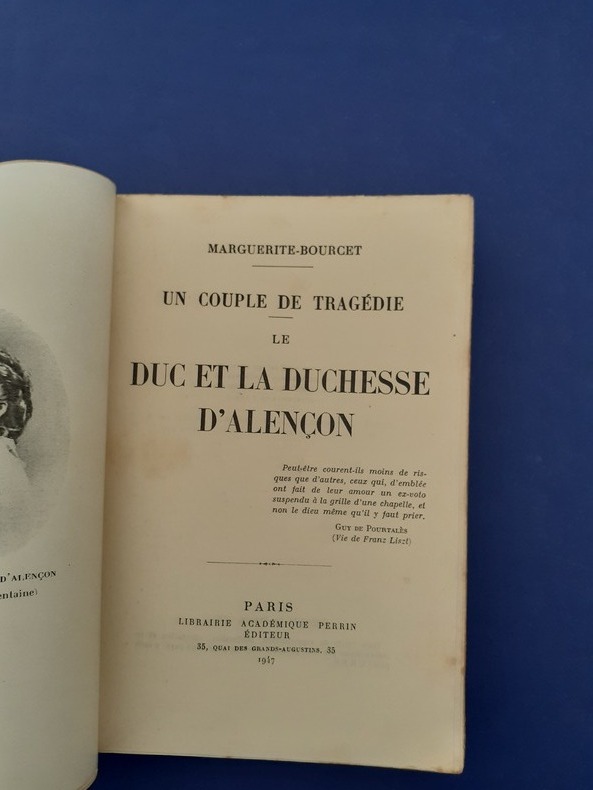 MARGUERITE-BOURCET
UN COUPLE DE TRAGÉDIE
LE
DUC ET LA DUCHESSE
D'ALENÇON
Peut-être courent-ils moins de ris-
ques que d'autres, ceux qui, d'emblée
ont fait de leur amour un ex-voto
suspendu à la grille d'une chapelle, et
non le dieu même qu'il y faut prier.
GUY DE POURTALÈS
(Vie de Franz Liszt)
PARIS
LIBRAIRIE ACADÉMIQUE PERRIN
ÉDITEUR
35, QUAI DES GRANDS-AUGUSTINS, 35
1947
D'ALENÇON
entaine)